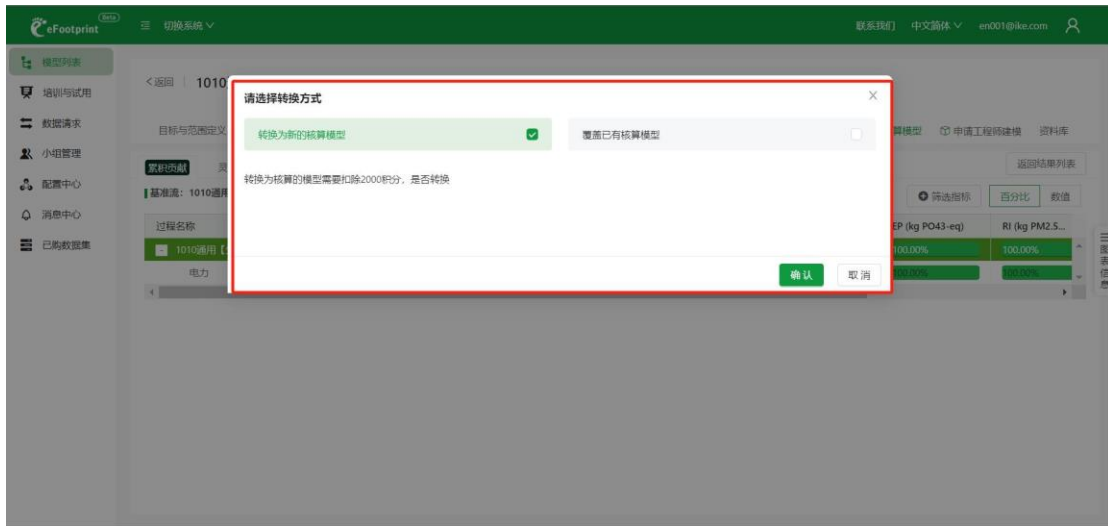 eFootprint (Beta) 切换系统 联系我们 中文简体 en001@ike.com
模型列表
培训与试用
数据请求
小组管理
配置中心
消息中心
已购数据集
<返回 1010
目标与范围定义 算模型 申请工程师建模 资料库
累积贡献 返回结果列表
基准流：1010通用 筛选指标 百分比 数值
过程名称 EP (kg PO43-eq) RI (kg PM2.5...
1010通用 100.00% 100.00%
电力 100.00% 100.00%
图表信息
请选择转换方式
转换为新的核算模型 覆盖已有核算模型
转换为核算的模型需要扣除2000积分，是否转换
确认 取消